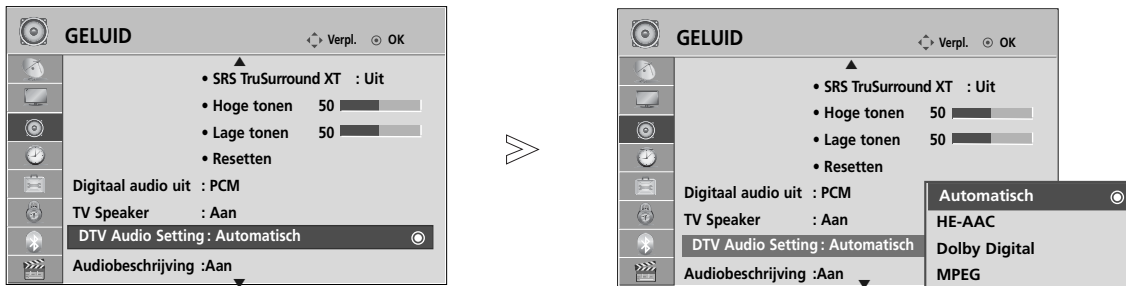 GELUID Verpl. OK
• SRS TruSurround XT : Uit
• Hoge tonen 50
• Lage tonen 50
• Resetten
Digitaal audio uit : PCM
TV Speaker : Aan
DTV Audio Setting : Automatisch
Audiobeschrijving :Aan
GELUID Verpl. OK
• SRS TruSurround XT : Uit
• Hoge tonen 50
• Lage tonen 50
• Resetten
Digitaal audio uit : PCM
TV Speaker : Aan
DTV Audio Setting : Automatisch
Audiobeschrijving :Aan
Automatisch
HE-AAC
Dolby Digital
MPEG